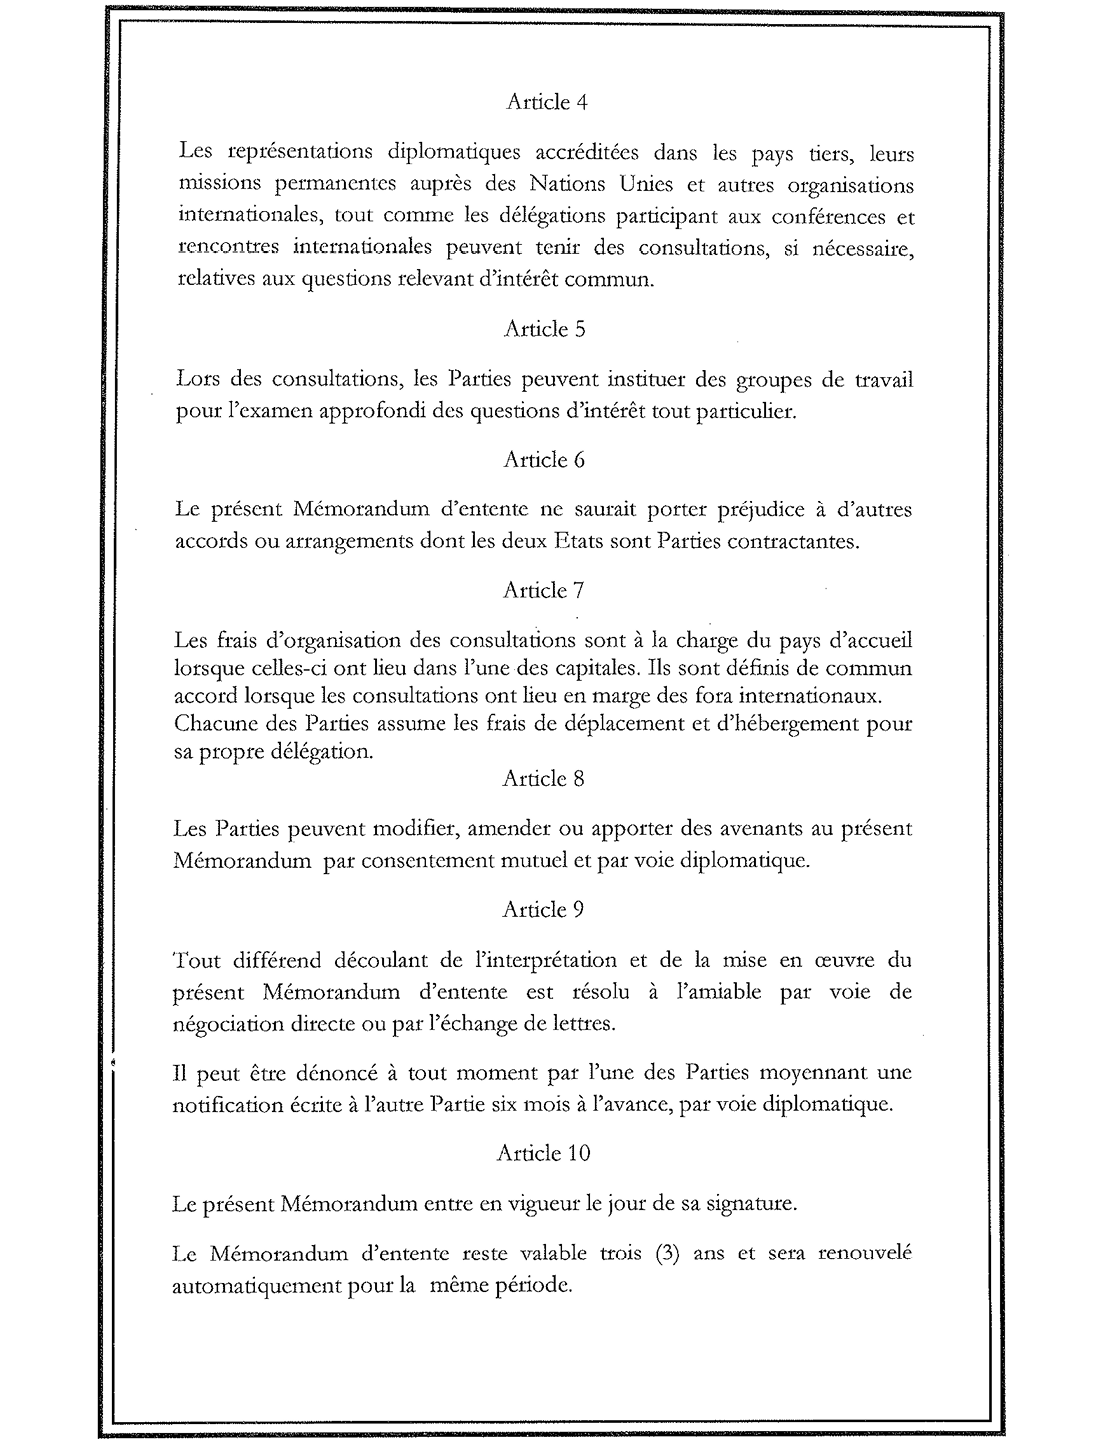 Article 4
Les représentations diplomatiques accréditées dans les pays tiers, leurs
missions permanentes auprès des Nations Unies et autres organisations
internationales, tout comme les délégations participant aux conférences et
rencontres internationales peuvent tenir des consultations, si nécessaire,
relatives aux questions relevant d'intérêt commun.
Article 5
Lors des consultations, les Parties peuvent instituer des groupes de travail
pour l'examen approfondi des questions d'intérêt tout particulier.
Article 6
Le présent Mémorandum d'entente ne saurait porter préjudice à d'autres
accords ou arrangements dont les deux Etats sont Parties contractantes.
Article 7
Les frais d'organisation des consultations sont à la charge du pays d'accueil
lorsque celles-ci ont lieu dans l'une des capitales. Ils sont définis de commun
accord lorsque les consultations ont lieu en marge des fora internationaux.
Chacune des Parties assume les frais de déplacement et d'hébergement pour
sa propre délégation.
Article 8
Les Parties peuvent modifier, amender ou apporter des avenants au présent
Mémorandum par consentement mutuel et par voie diplomatique.
Article 9
Tout différend découlant de l'interprétation et de la mise en œuvre du
présent Mémorandum d'entente est résolu à l'amiable par voie de
négociation directe ou par l'échange de lettres.
Il peut être dénoncé à tout moment par l'une des Parties moyennant une
notification écrite à l'autre Partie six mois à l'avance, par voie diplomatique.
Article 10
Le présent Mémorandum entre en vigueur le jour de sa signature.
Le Mémorandum d'entente reste valable trois (3) ans et sera renouvelé
automatiquement pour la même période.